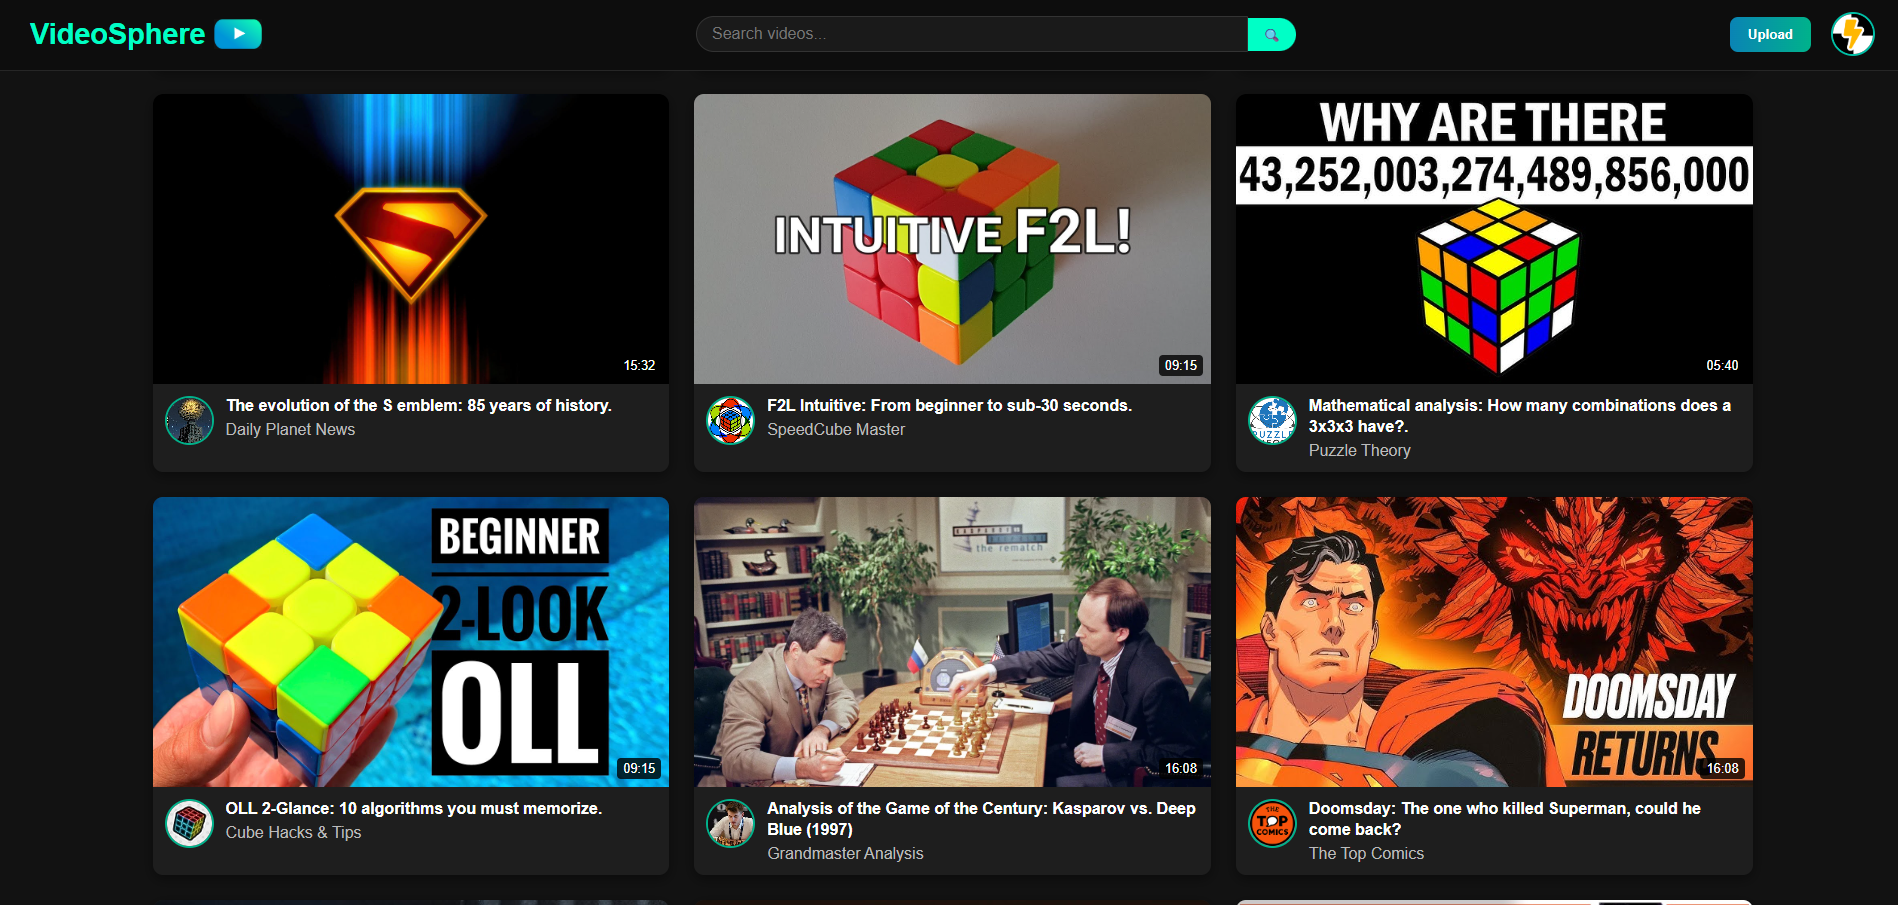 VideoSphere
Search videos...
Upload
15:32
The evolution of the S emblem: 85 years of history.
Daily Planet News
INTUITIVE F2L!
09:15
F2L Intuitive: From beginner to sub-30 seconds.
SpeedCube Master
WHY ARE THERE
43,252,003,274,489,856,000
05:40
PUZZLE
Mathematical analysis: How many combinations does a
3x3x3 have?.
Puzzle Theory
BEGINNER
2-LOOK
OLL
09:15
OLL 2-Glance: 10 algorithms you must memorize.
Cube Hacks & Tips
the rematch
16:08
Analysis of the Game of the Century: Kasparov vs. Deep
Blue (1997)
Grandmaster Analysis
DOOMSDAY
RETURNS
16:08
THE
TOP
COMICS
Doomsday: The one who killed Superman, could he
come back?
The Top Comics